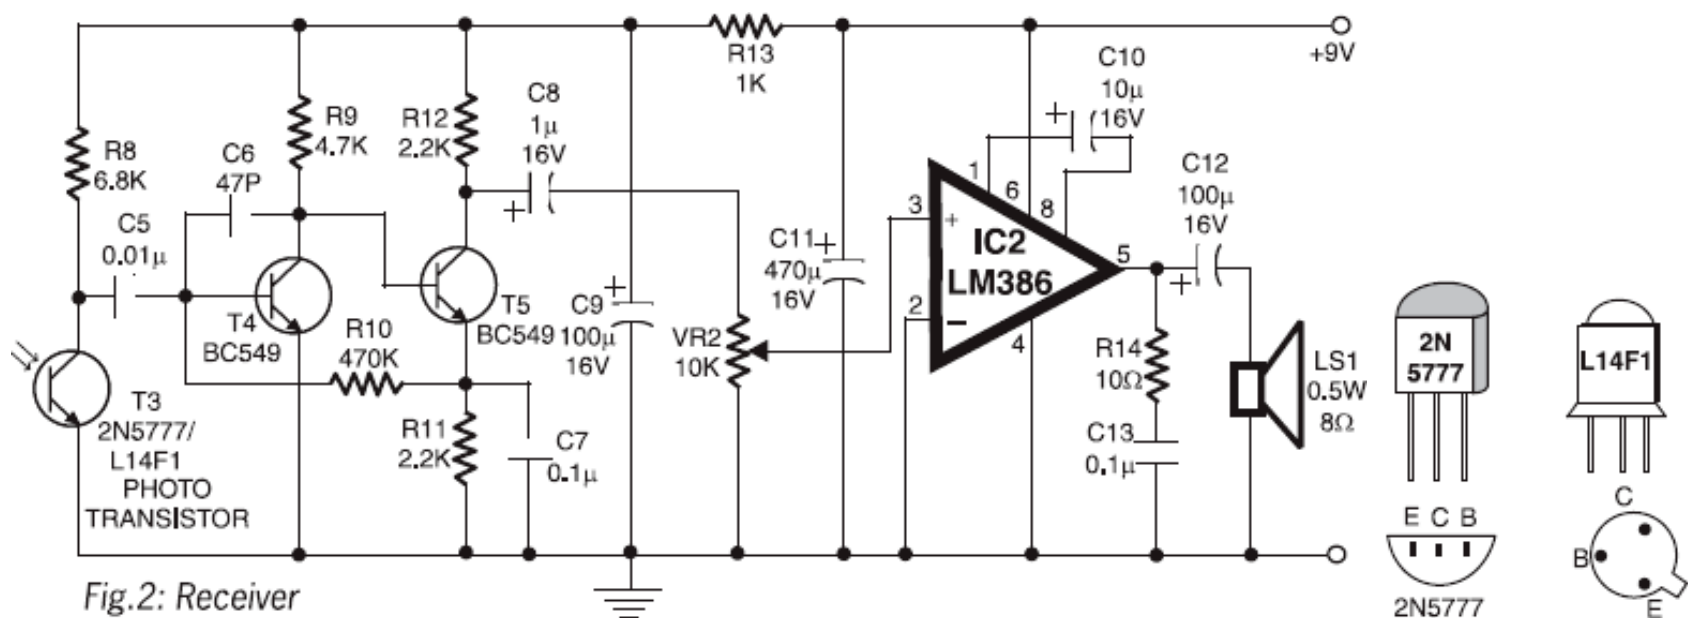 R8
6.8K
C5
0.01µ
C6
47P
R9
4.7K
T4
BC549
R10
470K
T3
2N5777/
L14F1
PHOTO
TRANSISTOR
R12
2.2K
C8
1µ
16V
+
T5
BC549
R11
2.2K
C7
0.1µ
+
C9
100µ
16V
R13
1K
VR2
10K
+
C11
470µ
16V
+9V
C10
10µ
16V
+
1
6
8
3
+
IC2
LM386
2
–
4
5
C12
100µ
16V
+
R14
10Ω
C13
0.1µ
LS1
0.5W
8Ω
2N
5777
E C B
2N5777
L14F1
C
B
E
Fig.2: Receiver